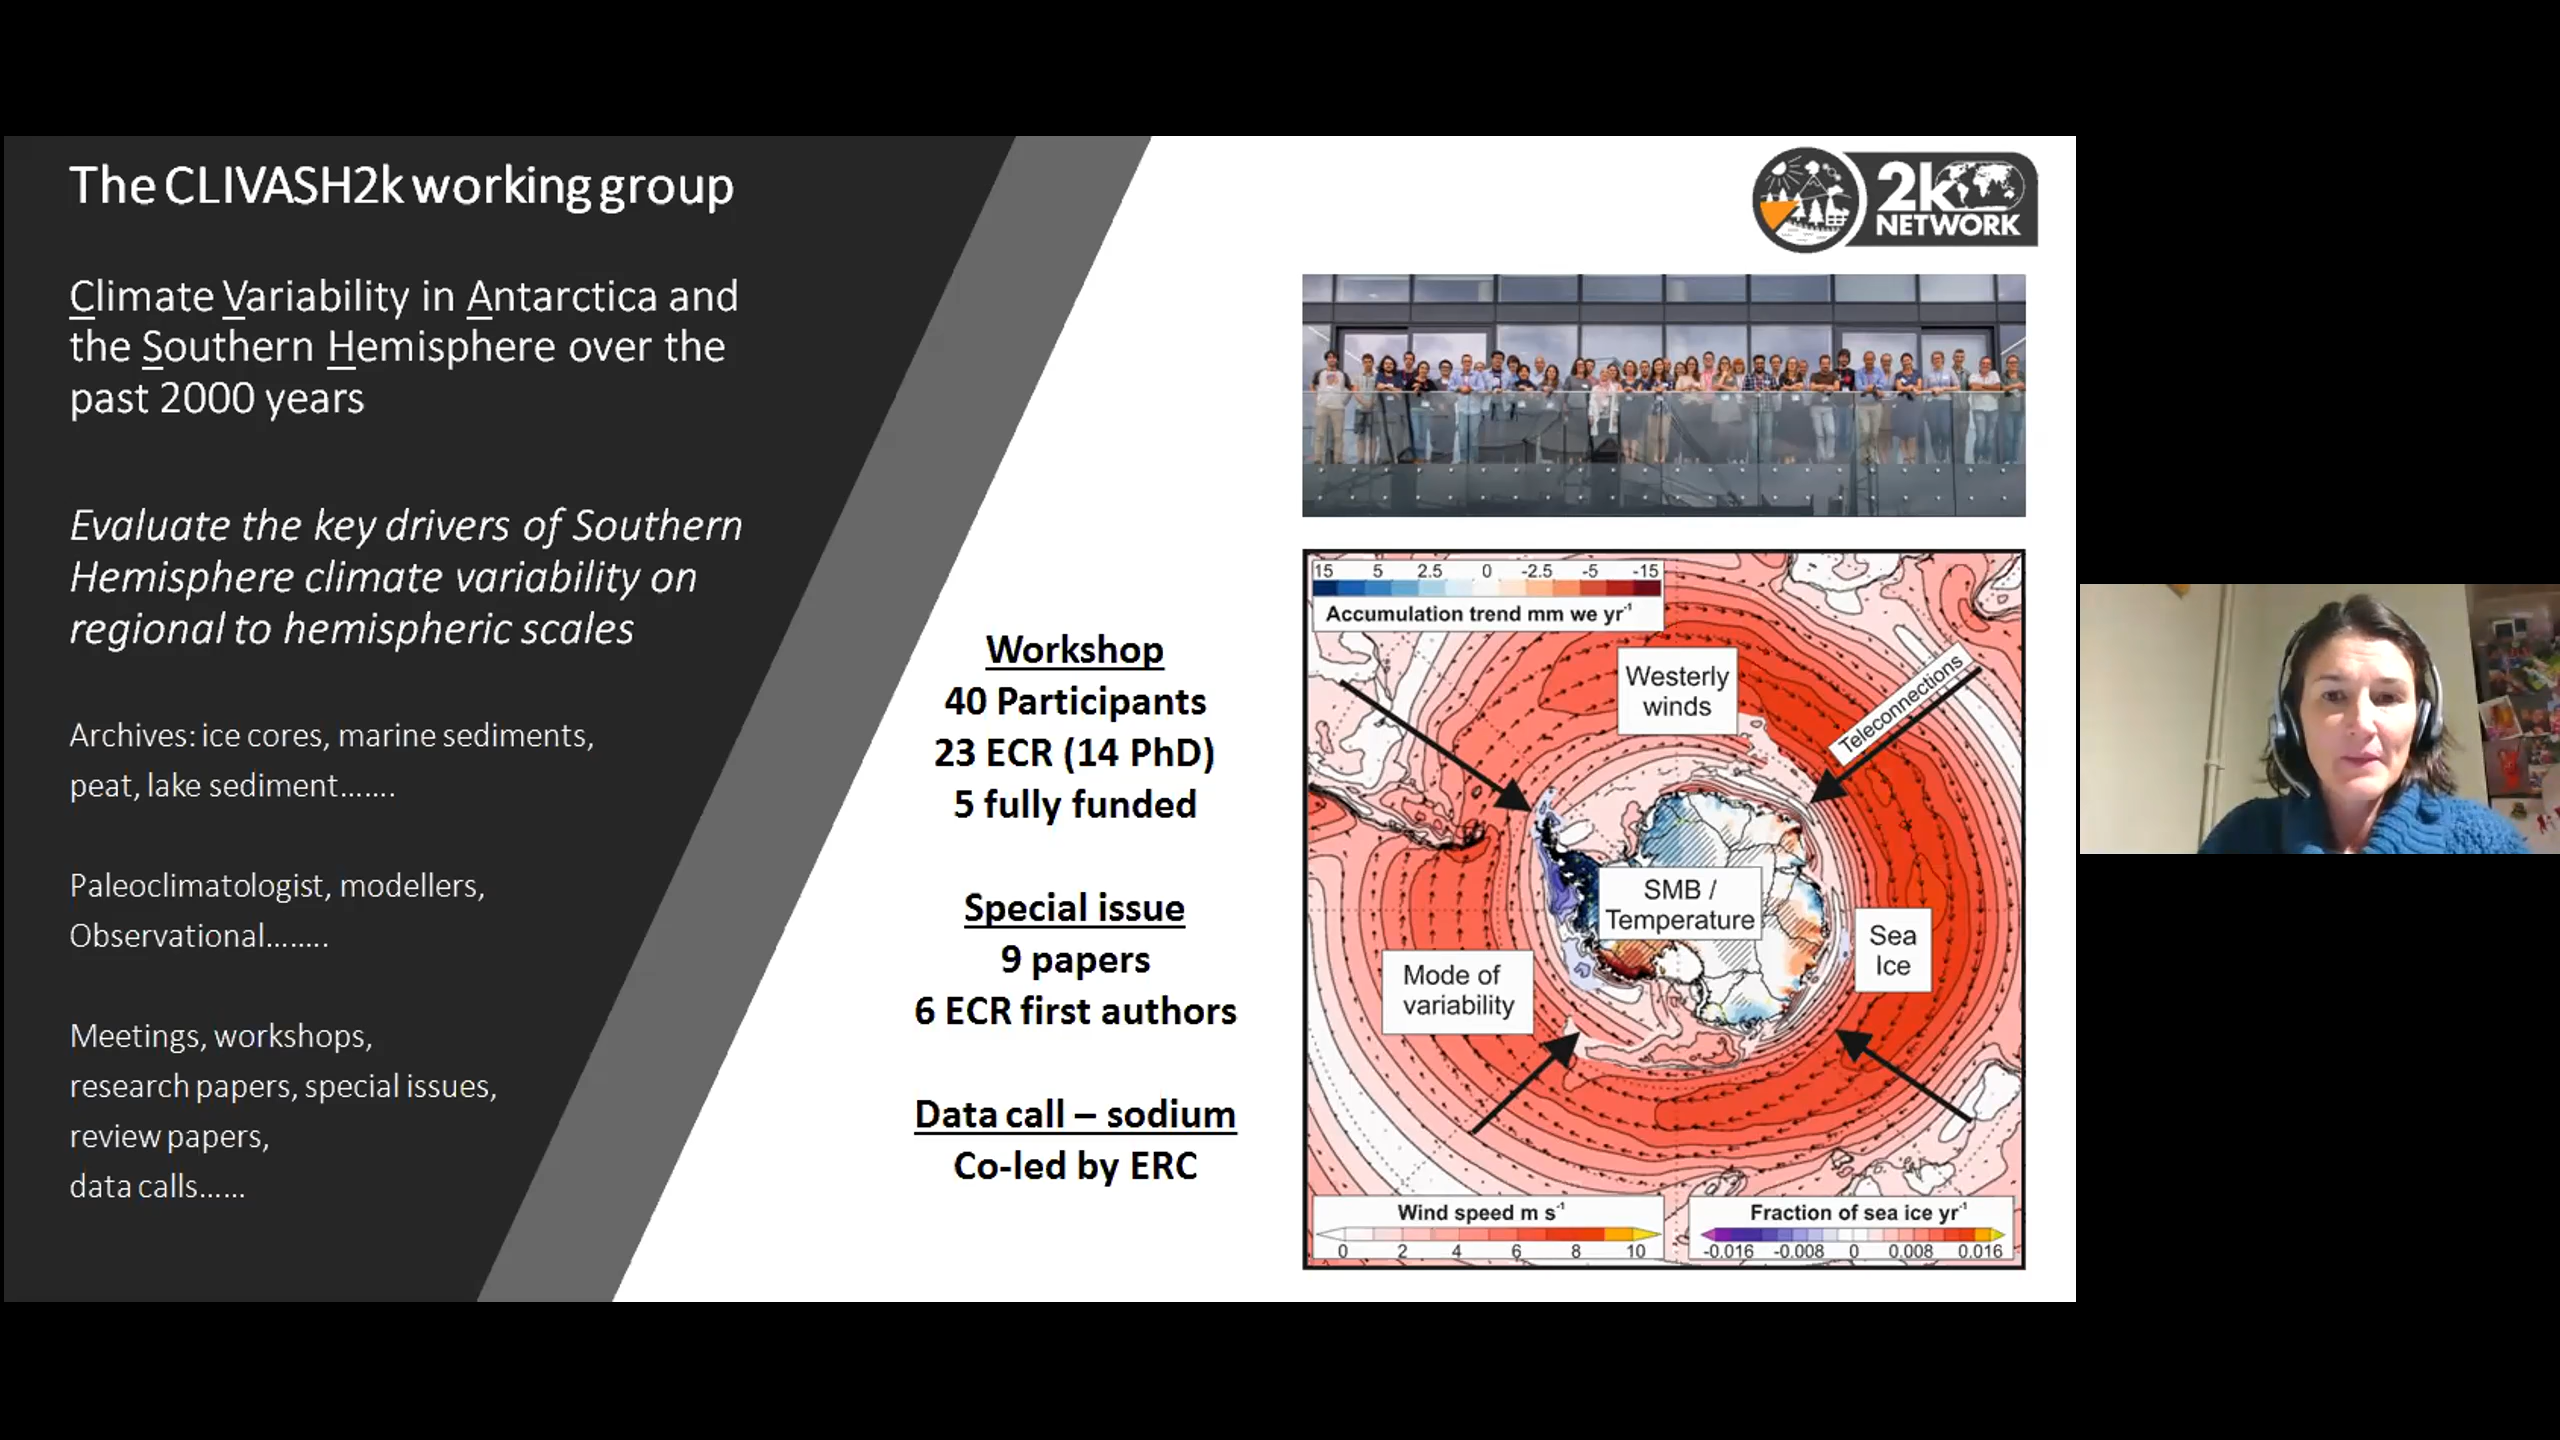 The CLIVASH2k working group
Climate Variability in Antarctica and
the Southern Hemisphere over the
past 2000 years
Evaluate the key drivers of Southern
Hemisphere climate variability on
regional to hemispheric scales
Archives: ice cores, marine sediments,
peat, lake sediment.......
Paleoclimatologist, modellers,
Observational........
Meetings, workshops,
research papers, special issues,
review papers,
data calls......
Workshop
40 Participants
23 ECR (14 PhD)
5 fully funded
Special issue
9 papers
6 ECR first authors
Data call – sodium
Co-led by ERC
2k
NETWORK
15 5 2.5 0 -2.5 -5 -15
Accumulation trend mm we yr⁻¹
Westerly
winds
Teleconnections
SMB /
Temperature
Sea
Ice
Mode of
variability
Wind speed m s⁻¹
0 2 4 6 8 10
Fraction of sea ice yr⁻¹
-0.016 -0.008 0 0.008 0.016